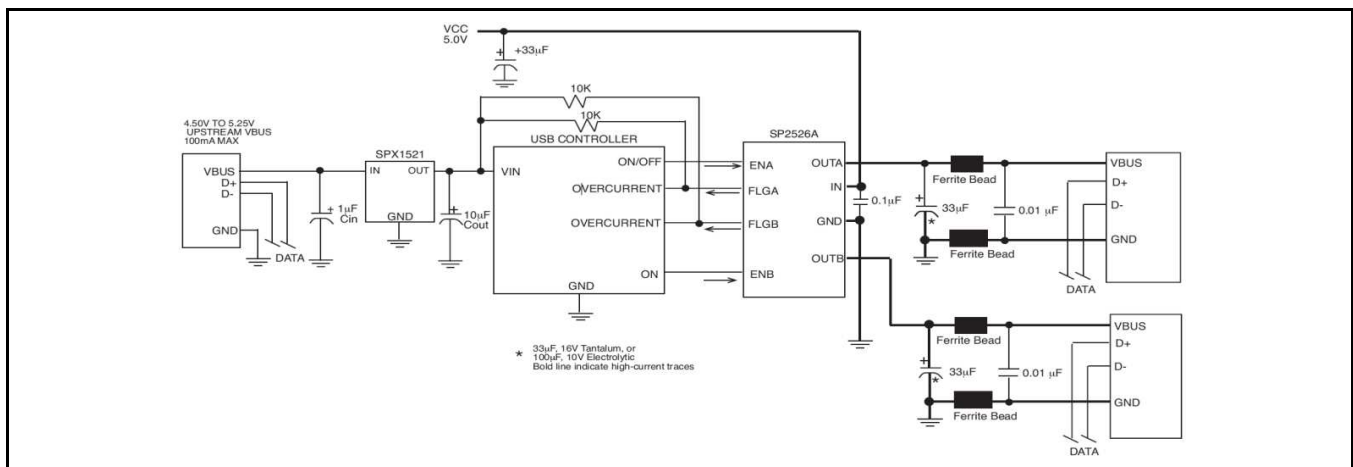 VCC
5.0V
+33µF
+
10K
10K
4.50V TO 5.25V
UPSTREAM VBUS
100mA MAX
USB CONTROLLER
SP2526A
SPX1521
VBUS
D+
D-
GND
DATA
+ 1µF
Cin
IN OUT
GND
+
10µF
Cout
VIN
ON/OFF
OVERCURRENT
OVERCURRENT
ON
GND
ENA
FLGA
FLGB
ENB
OUTA
IN
GND
OUTB
0.1µF
Ferrite Bead
+
33µF
*
0.01 µF
Ferrite Bead
VBUS
D+
D-
GND
DATA
Ferrite Bead
+
33µF
*
0.01 µF
Ferrite Bead
VBUS
D+
D-
GND
DATA
* 33µF, 16V Tantalum, or
100µF, 10V Electrolytic
Bold line indicate high-current traces